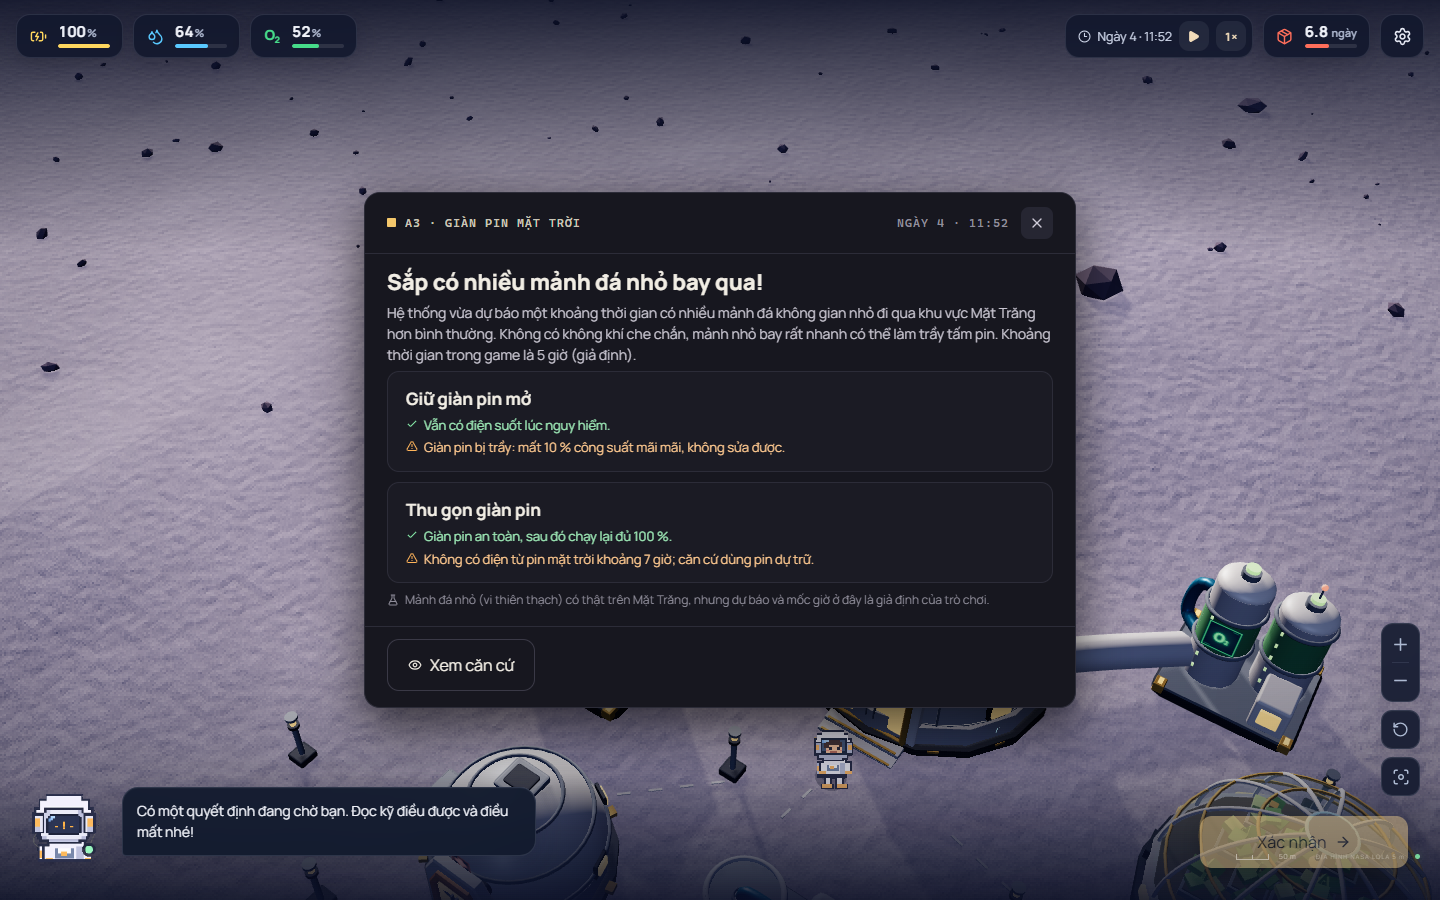 100%
64%
O₂ 52%
Ngày 4 · 11:52
1×
6.8 ngày
A3 · GIÀN PIN MẶT TRỜI
NGÀY 4 · 11:52
Sắp có nhiều mảnh đá nhỏ bay qua!
Hệ thống vừa dự báo một khoảng thời gian có nhiều mảnh đá không gian nhỏ đi qua khu vực Mặt Trăng
hơn bình thường. Không có không khí che chắn, mảnh nhỏ bay rất nhanh có thể làm trầy tấm pin. Khoảng
thời gian trong game là 5 giờ (giả định).
Giữ giàn pin mở
Vẫn có điện suốt lúc nguy hiểm.
Giàn pin bị trầy: mất 10 % công suất mãi mãi, không sửa được.
Thu gọn giàn pin
Giàn pin an toàn, sau đó chạy lại đủ 100 %.
Không có điện từ pin mặt trời khoảng 7 giờ; căn cứ dùng pin dự trữ.
Mảnh đá nhỏ (vi thiên thạch) có thật trên Mặt Trăng, nhưng dự báo và mốc giờ ở đây là giả định của trò chơi.
Xem căn cứ
O₂
Có một quyết định đang chờ bạn. Đọc kỹ điều được và điều
mất nhé!
Xác nhận
50 m